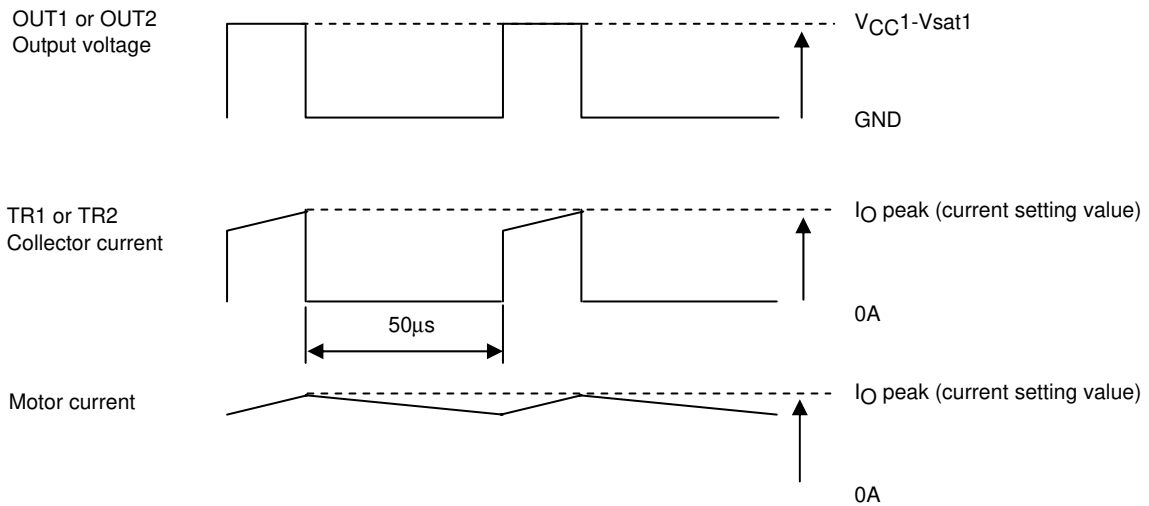 OUT1 or OUT2
Output voltage
VCC1-Vsat1
GND
TR1 or TR2
Collector current
IO peak (current setting value)
0A
50μs
Motor current
IO peak (current setting value)
0A